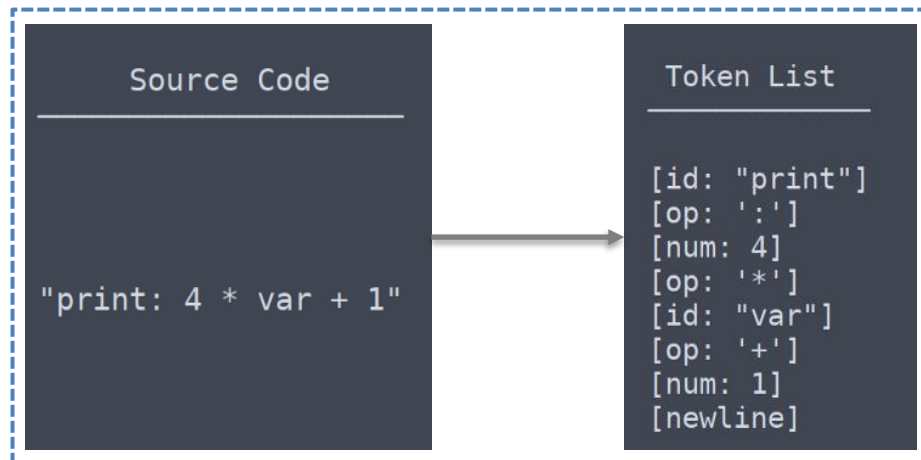 Source Code
"print: 4 * var + 1"
Token List
[id: "print"]
[op: ':']
[num: 4]
[op: '*']
[id: "var"]
[op: '+']
[num: 1]
[newline]